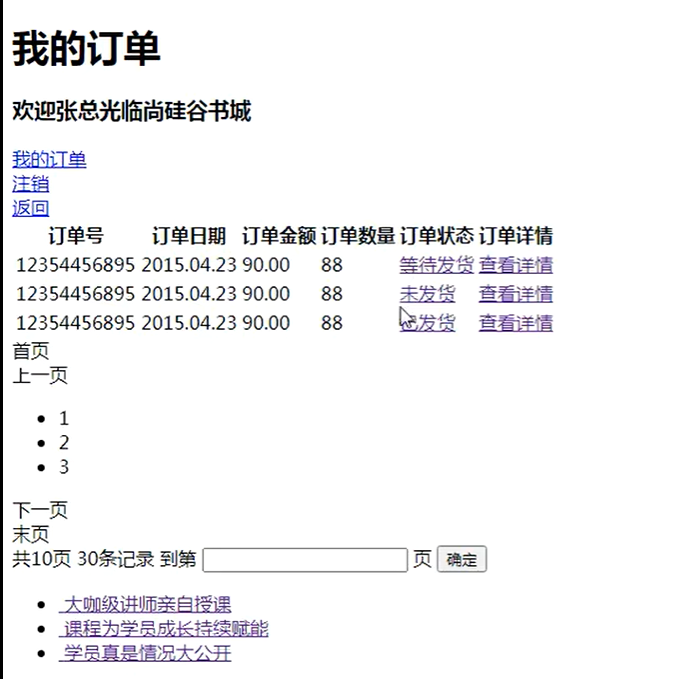 我的订单
欢迎张总光临尚硅谷书城
我的订单
注销
返回
订单号 订单日期 订单金额 订单数量 订单状态 订单详情
12354456895 2015.04.23 90.00 88 等待发货 查看详情
12354456895 2015.04.23 90.00 88 未发货 查看详情
12354456895 2015.04.23 90.00 88 已发货 查看详情
首页
上一页
1
2
3
下一页
末页
共10页 30条记录 到第 页 确定
大咖级讲师亲自授课
课程为学员成长持续赋能
学员真是情况大公开